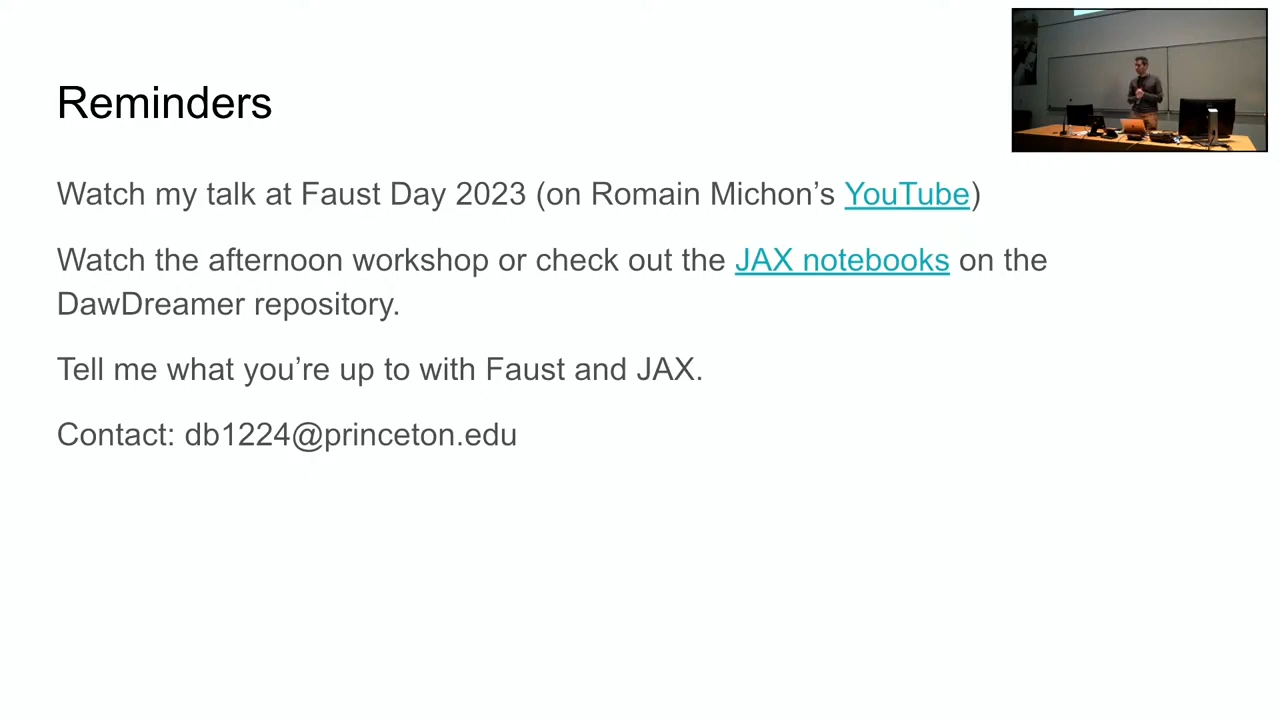 Reminders
Watch my talk at Faust Day 2023 (on Romain Michon’s YouTube)
Watch the afternoon workshop or check out the JAX notebooks on the
DawDreamer repository.
Tell me what you’re up to with Faust and JAX.
Contact: db1224@princeton.edu